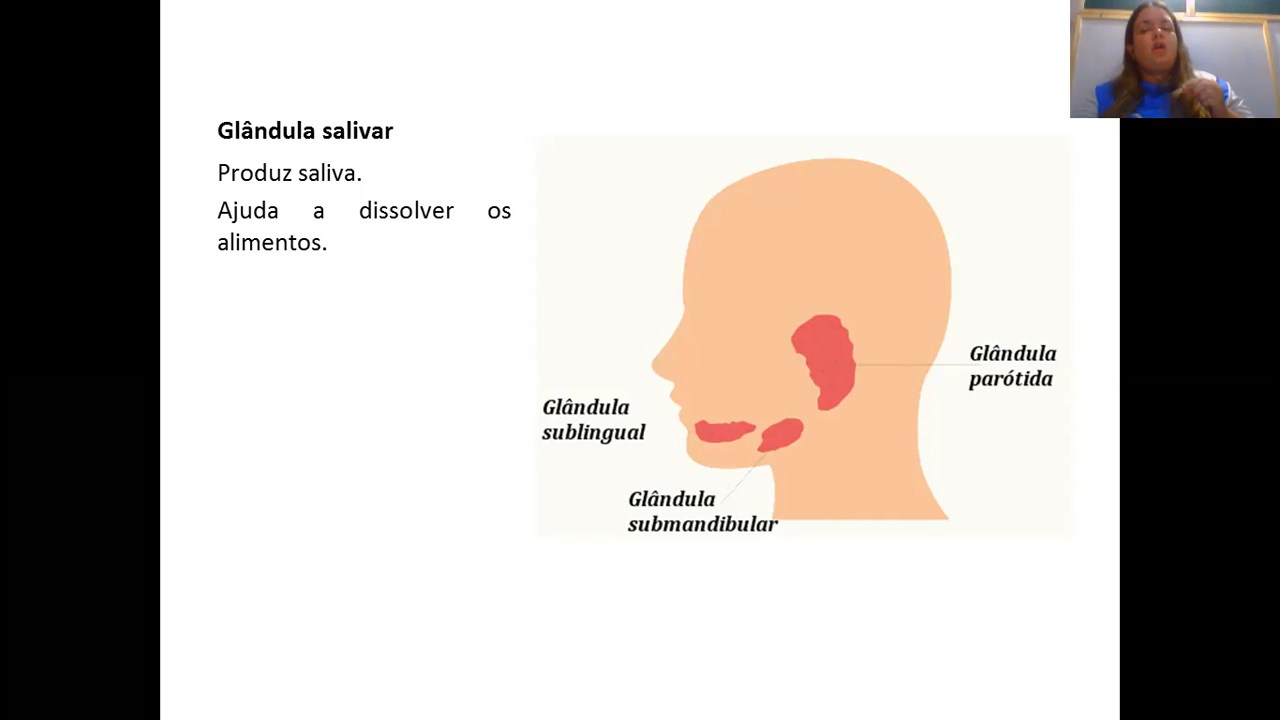 Glândula salivar
Produz saliva.
Ajuda a dissolver os
alimentos.
Glândula
parótida
Glândula
sublingual
Glândula
submandibular